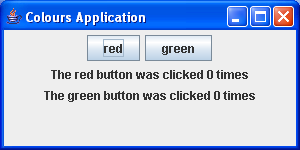 Colours Application
red green
The red button was clicked 0 times
The green button was clicked 0 times